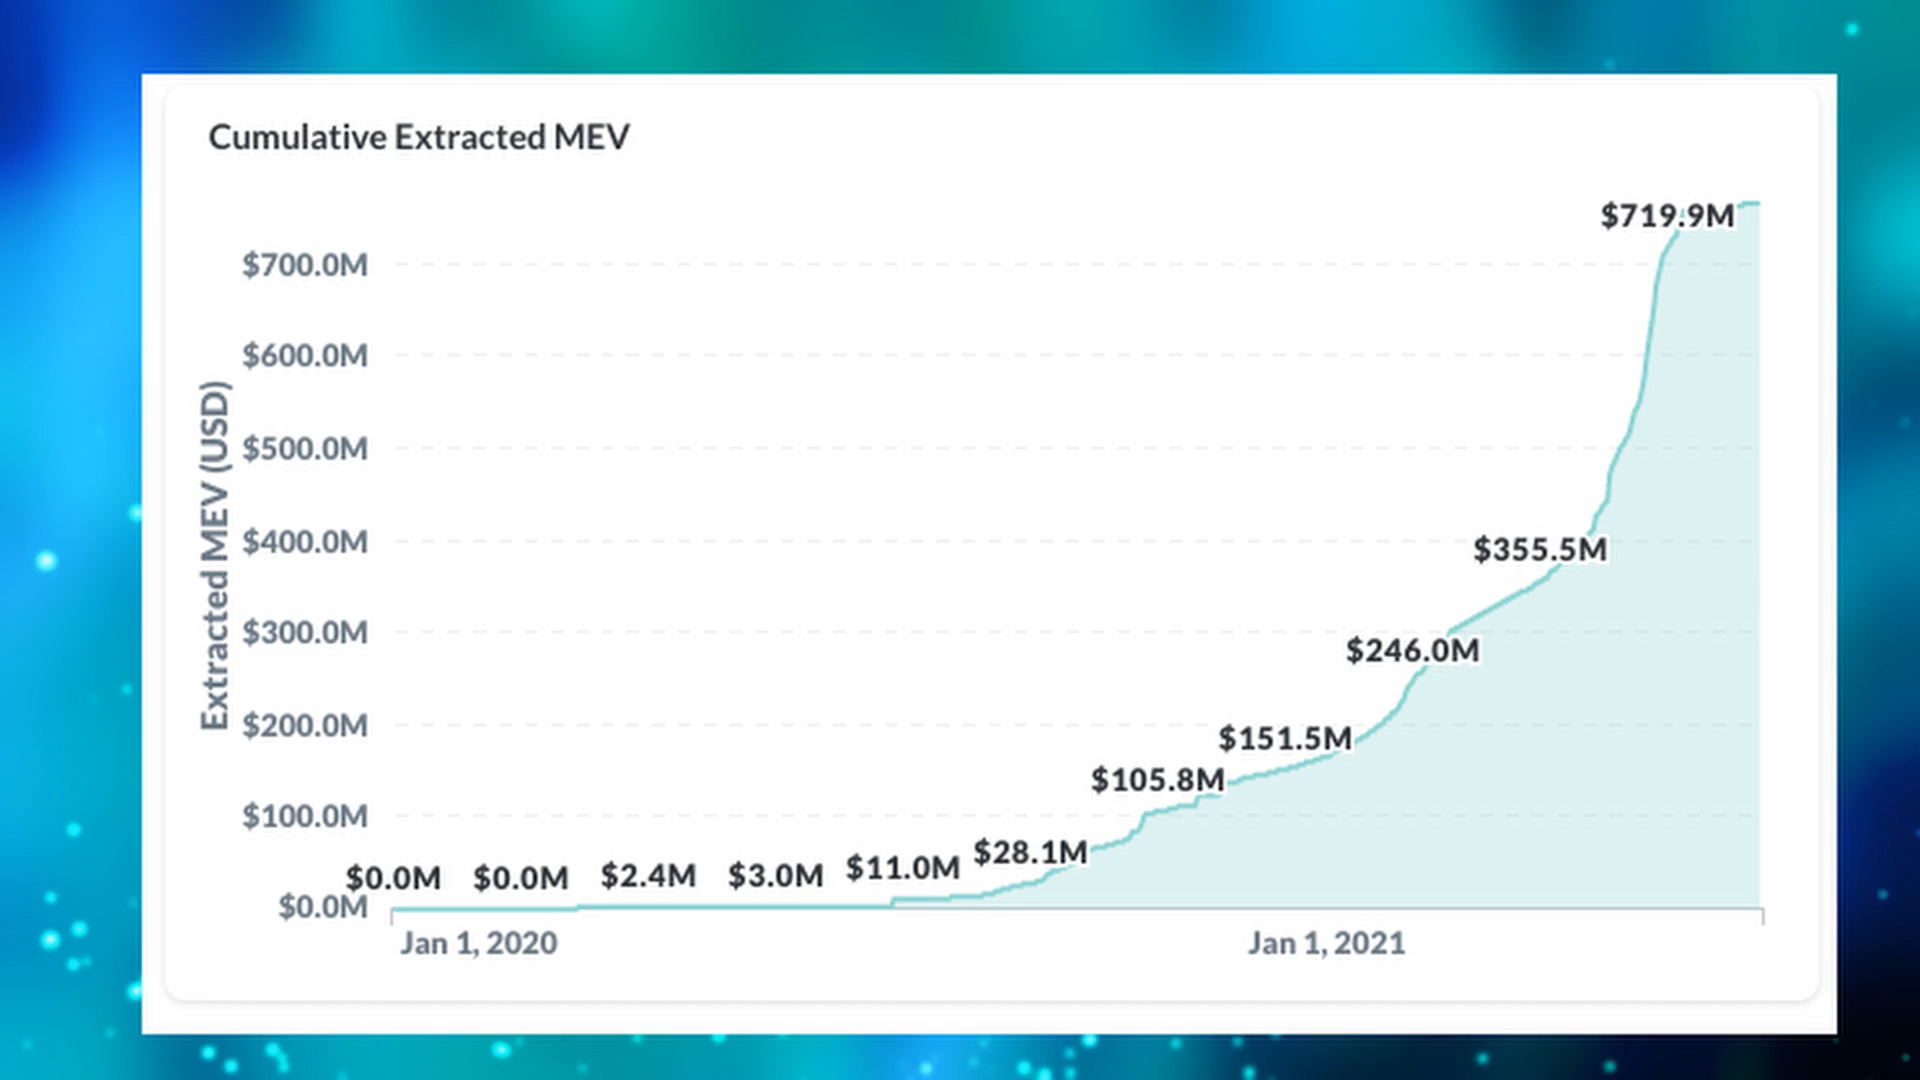 Cumulative Extracted MEV
Extracted MEV (USD)
$700.0M
$600.0M
$500.0M
$400.0M
$300.0M
$200.0M
$100.0M
$0.0M
$0.0M
$0.0M
$2.4M
$3.0M
$11.0M
$28.1M
$105.8M
$151.5M
$246.0M
$355.5M
$719.9M
Jan 1, 2020
Jan 1, 2021